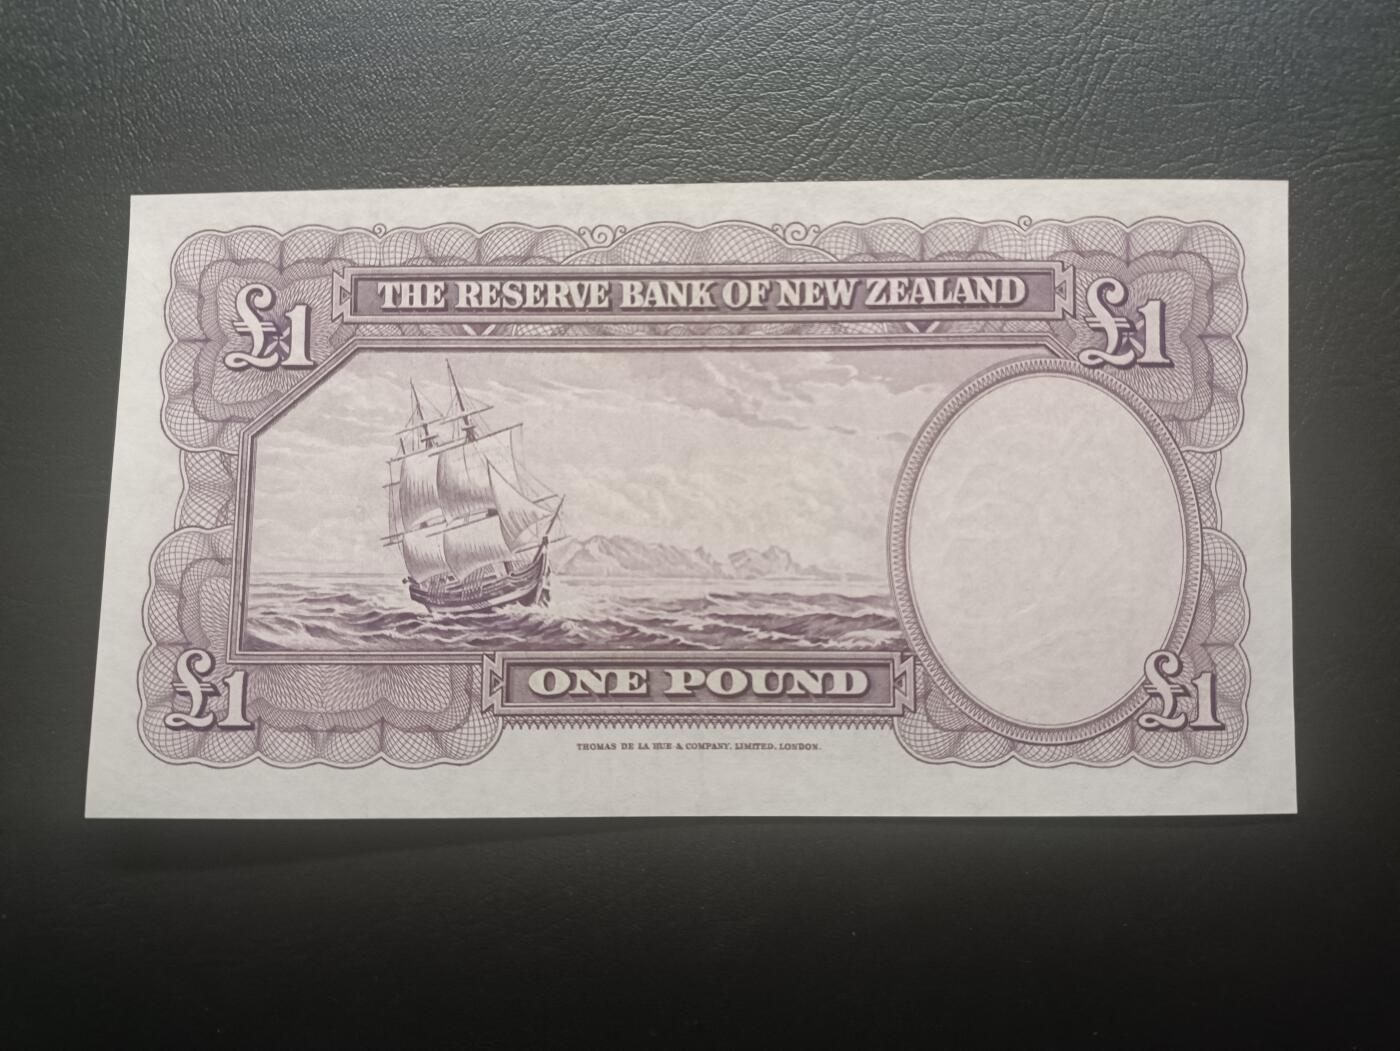 THE RESERVE BANK OF NEW ZEALAND
£1
£1
ONE POUND
£1
£1
THOMAS DE LA RUE & COMPANY, LIMITED, LONDON.